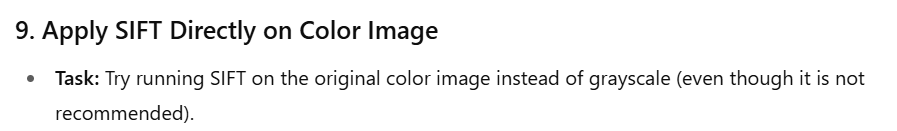 9. Apply SIFT Directly on Color Image
• Task: Try running SIFT on the original color image instead of grayscale (even though it is not
recommended).